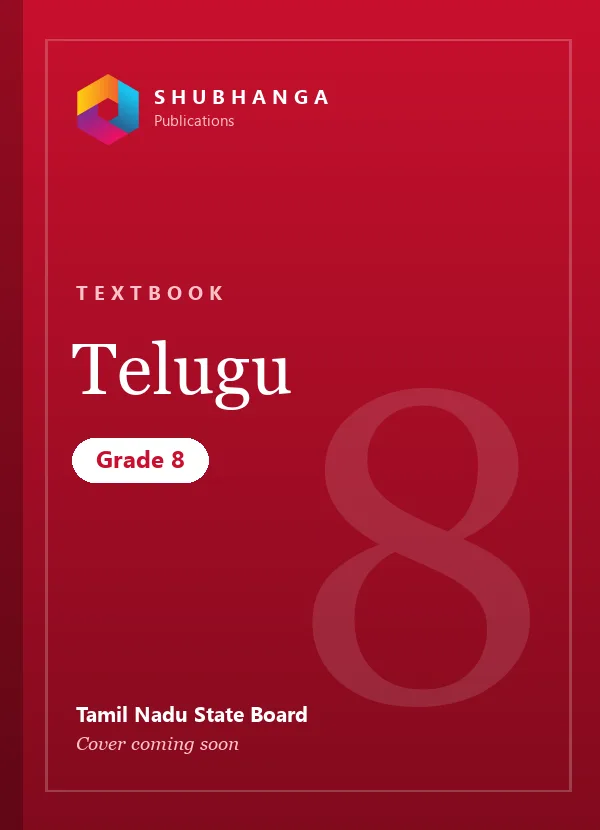 SHUBHANGA
Publications
TEXTBOOK
Telugu
Grade 8
8
Tamil Nadu State Board
Cover coming soon